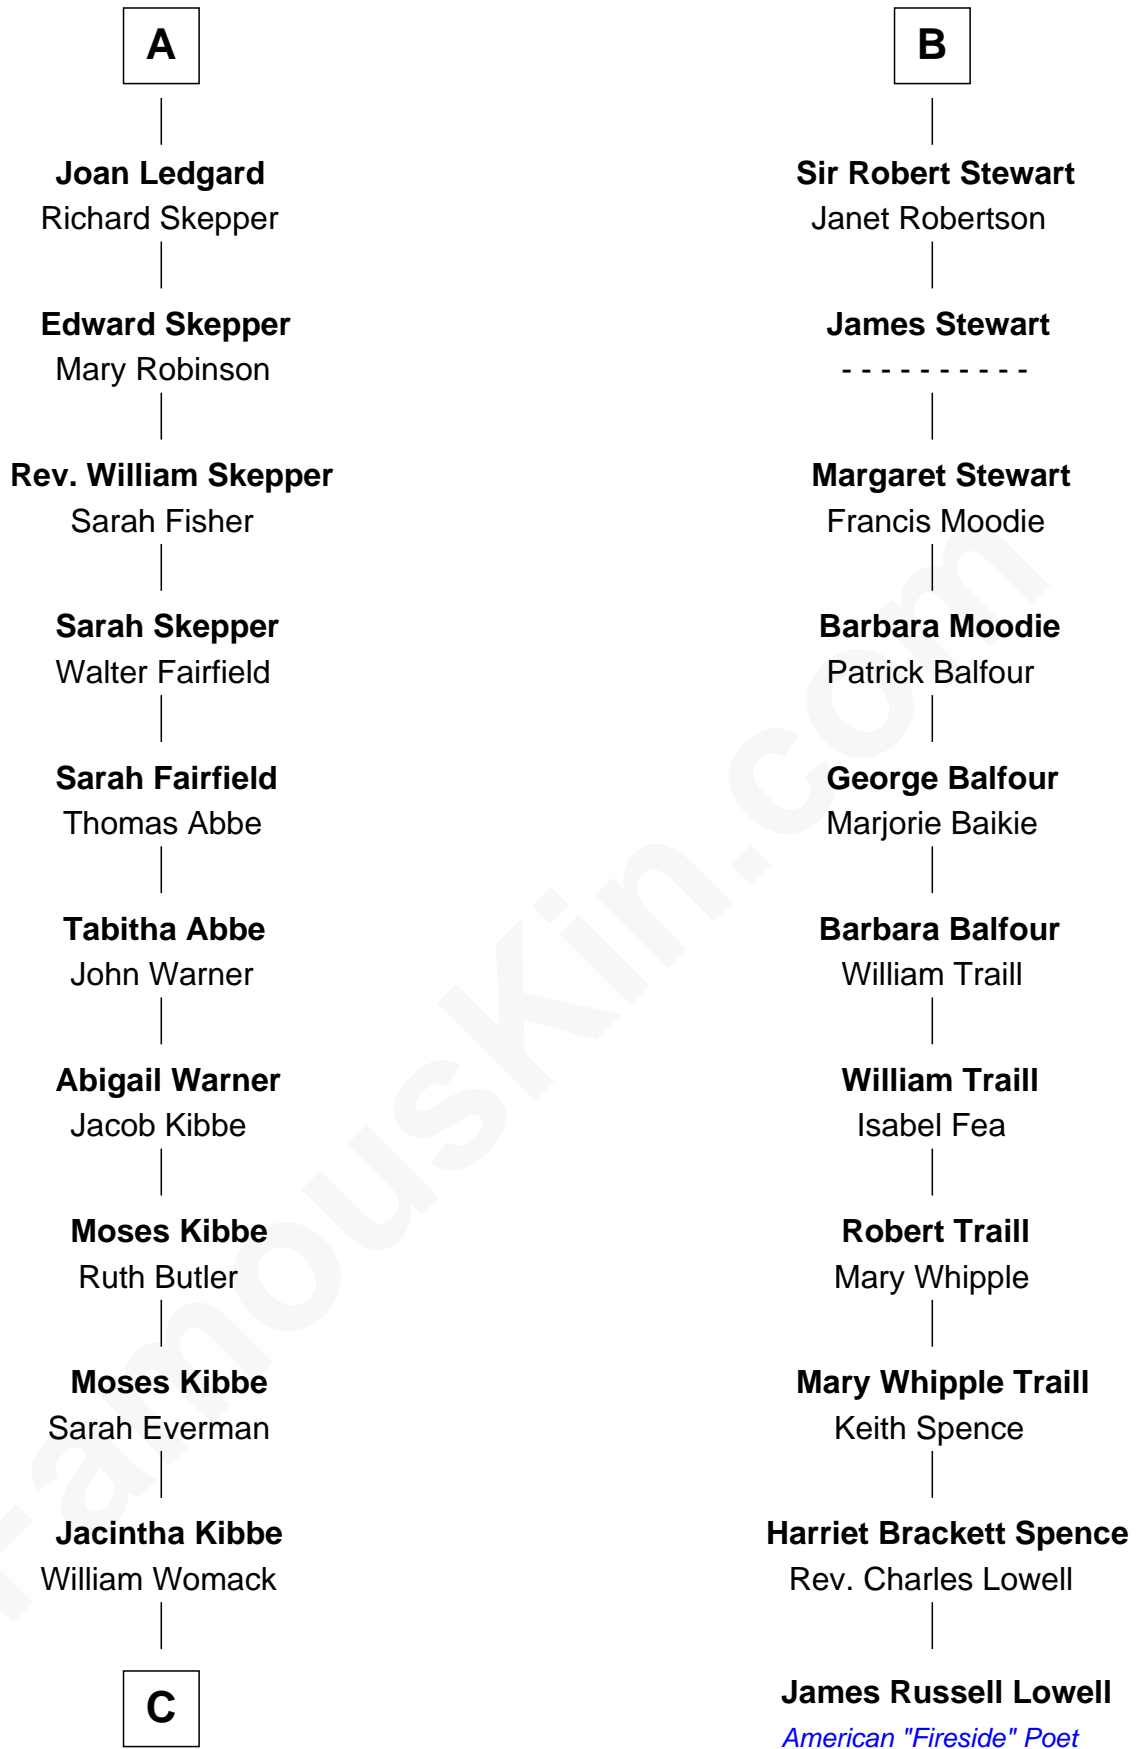 A
Joan Ledgard
Richard Skepper
Edward Skepper
Mary Robinson
Rev. William Skepper
Sarah Fisher
Sarah Skepper
Walter Fairfield
Sarah Fairfield
Thomas Abbe
Tabitha Abbe
John Warner
Abigail Warner
Jacob Kibbe
Moses Kibbe
Ruth Butler
Moses Kibbe
Sarah Everman
Jacintha Kibbe
William Womack
C
B
Sir Robert Stewart
Janet Robertson
James Stewart
- - - - - - - - - -
Margaret Stewart
Francis Moodie
Barbara Moodie
Patrick Balfour
George Balfour
Marjorie Baikie
Barbara Balfour
William Traill
William Traill
Isabel Fea
Robert Traill
Mary Whipple
Mary Whipple Traill
Keith Spence
Harriet Brackett Spence
Rev. Charles Lowell
James Russell Lowell
American "Fireside" Poet
FamousKin.com